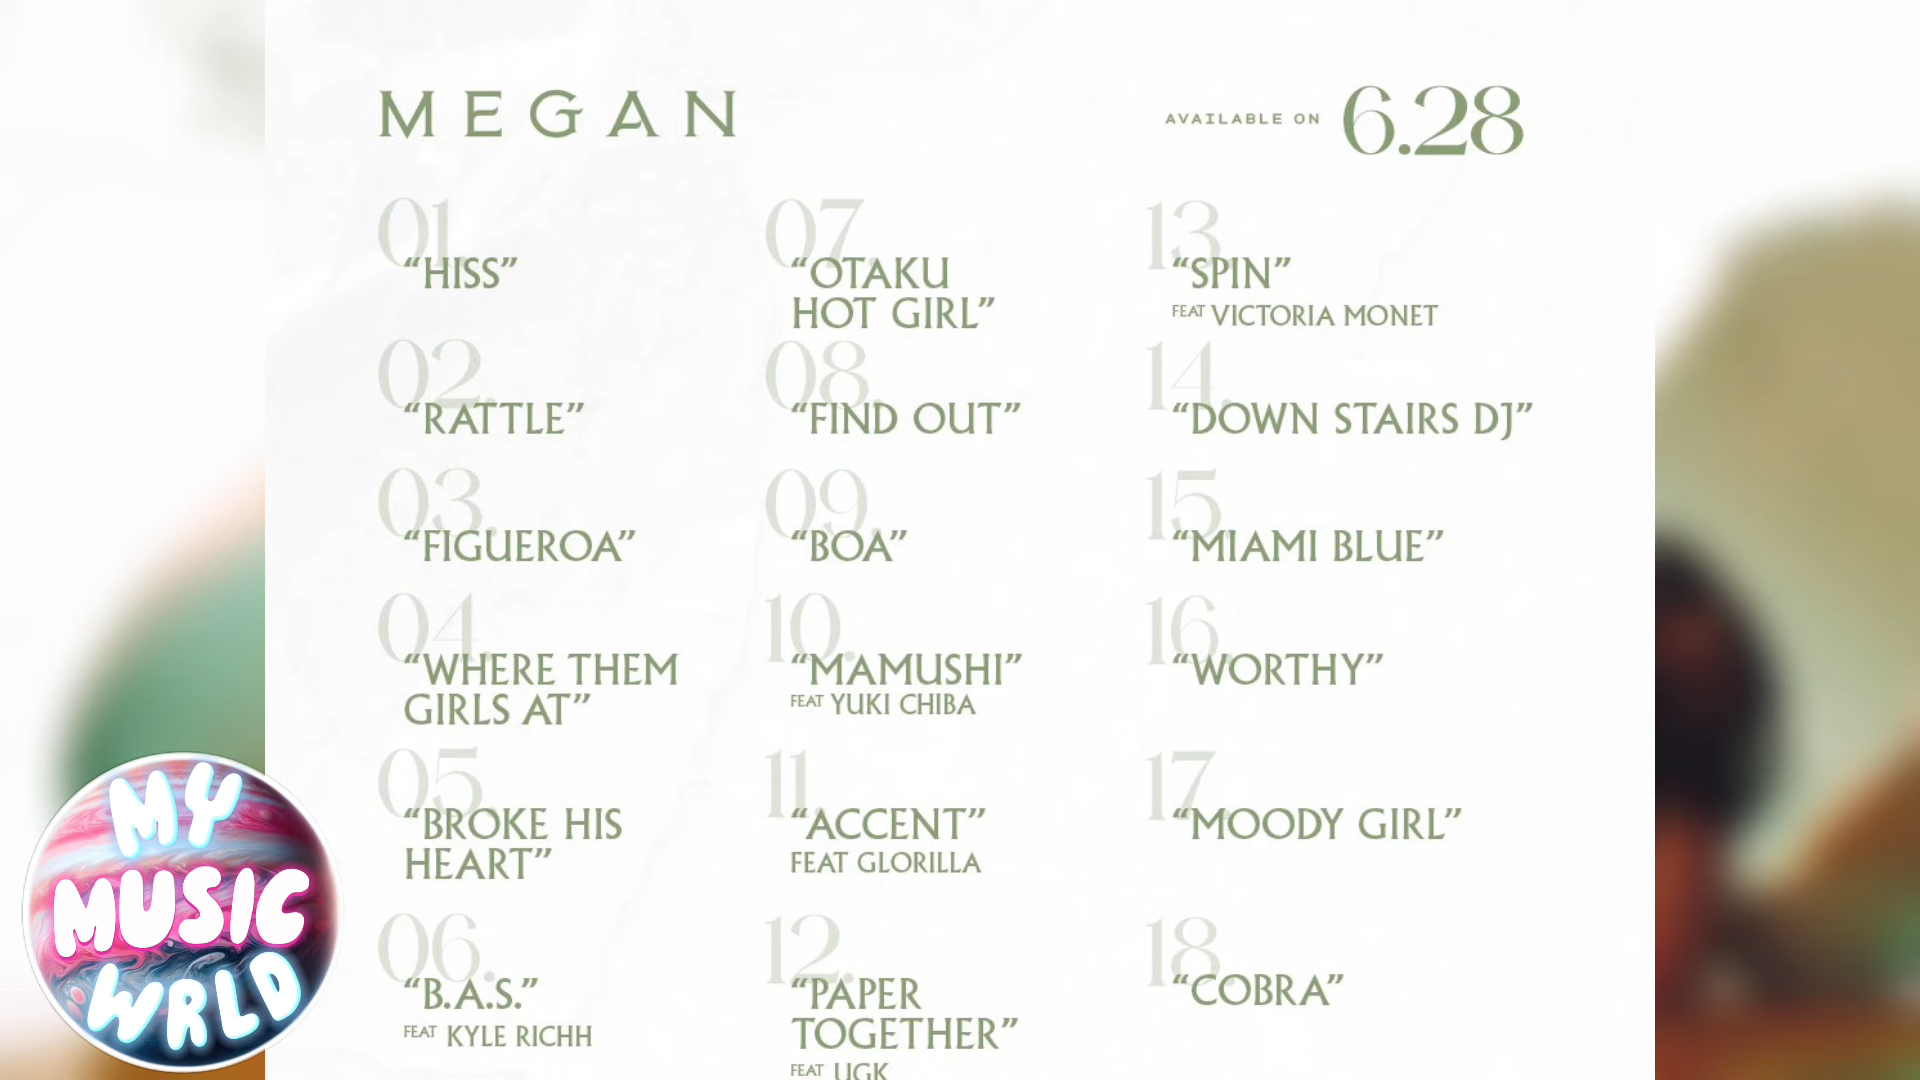 MEGAN
AVAILABLE ON 6.28
01.
“HISS”
02.
“RATTLE”
03.
“FIGUEROA”
04.
“WHERE THEM
GIRLS AT”
05.
“BROKE HIS
HEART”
06.
“B.A.S.”
FEAT KYLE RICHH
07.
“OTAKU
HOT GIRL”
08.
“FIND OUT”
09.
“BOA”
10.
“MAMUSHI”
FEAT YUKI CHIBA
11.
“ACCENT”
FEAT GLORILLA
12.
“PAPER
TOGETHER”
FEAT UGK
13.
“SPIN”
FEAT VICTORIA MONET
14.
“DOWN STAIRS DJ”
15.
“MIAMI BLUE”
16.
“WORTHY”
17.
“MOODY GIRL”
18.
“COBRA”
MY
MUSIC
WRLD